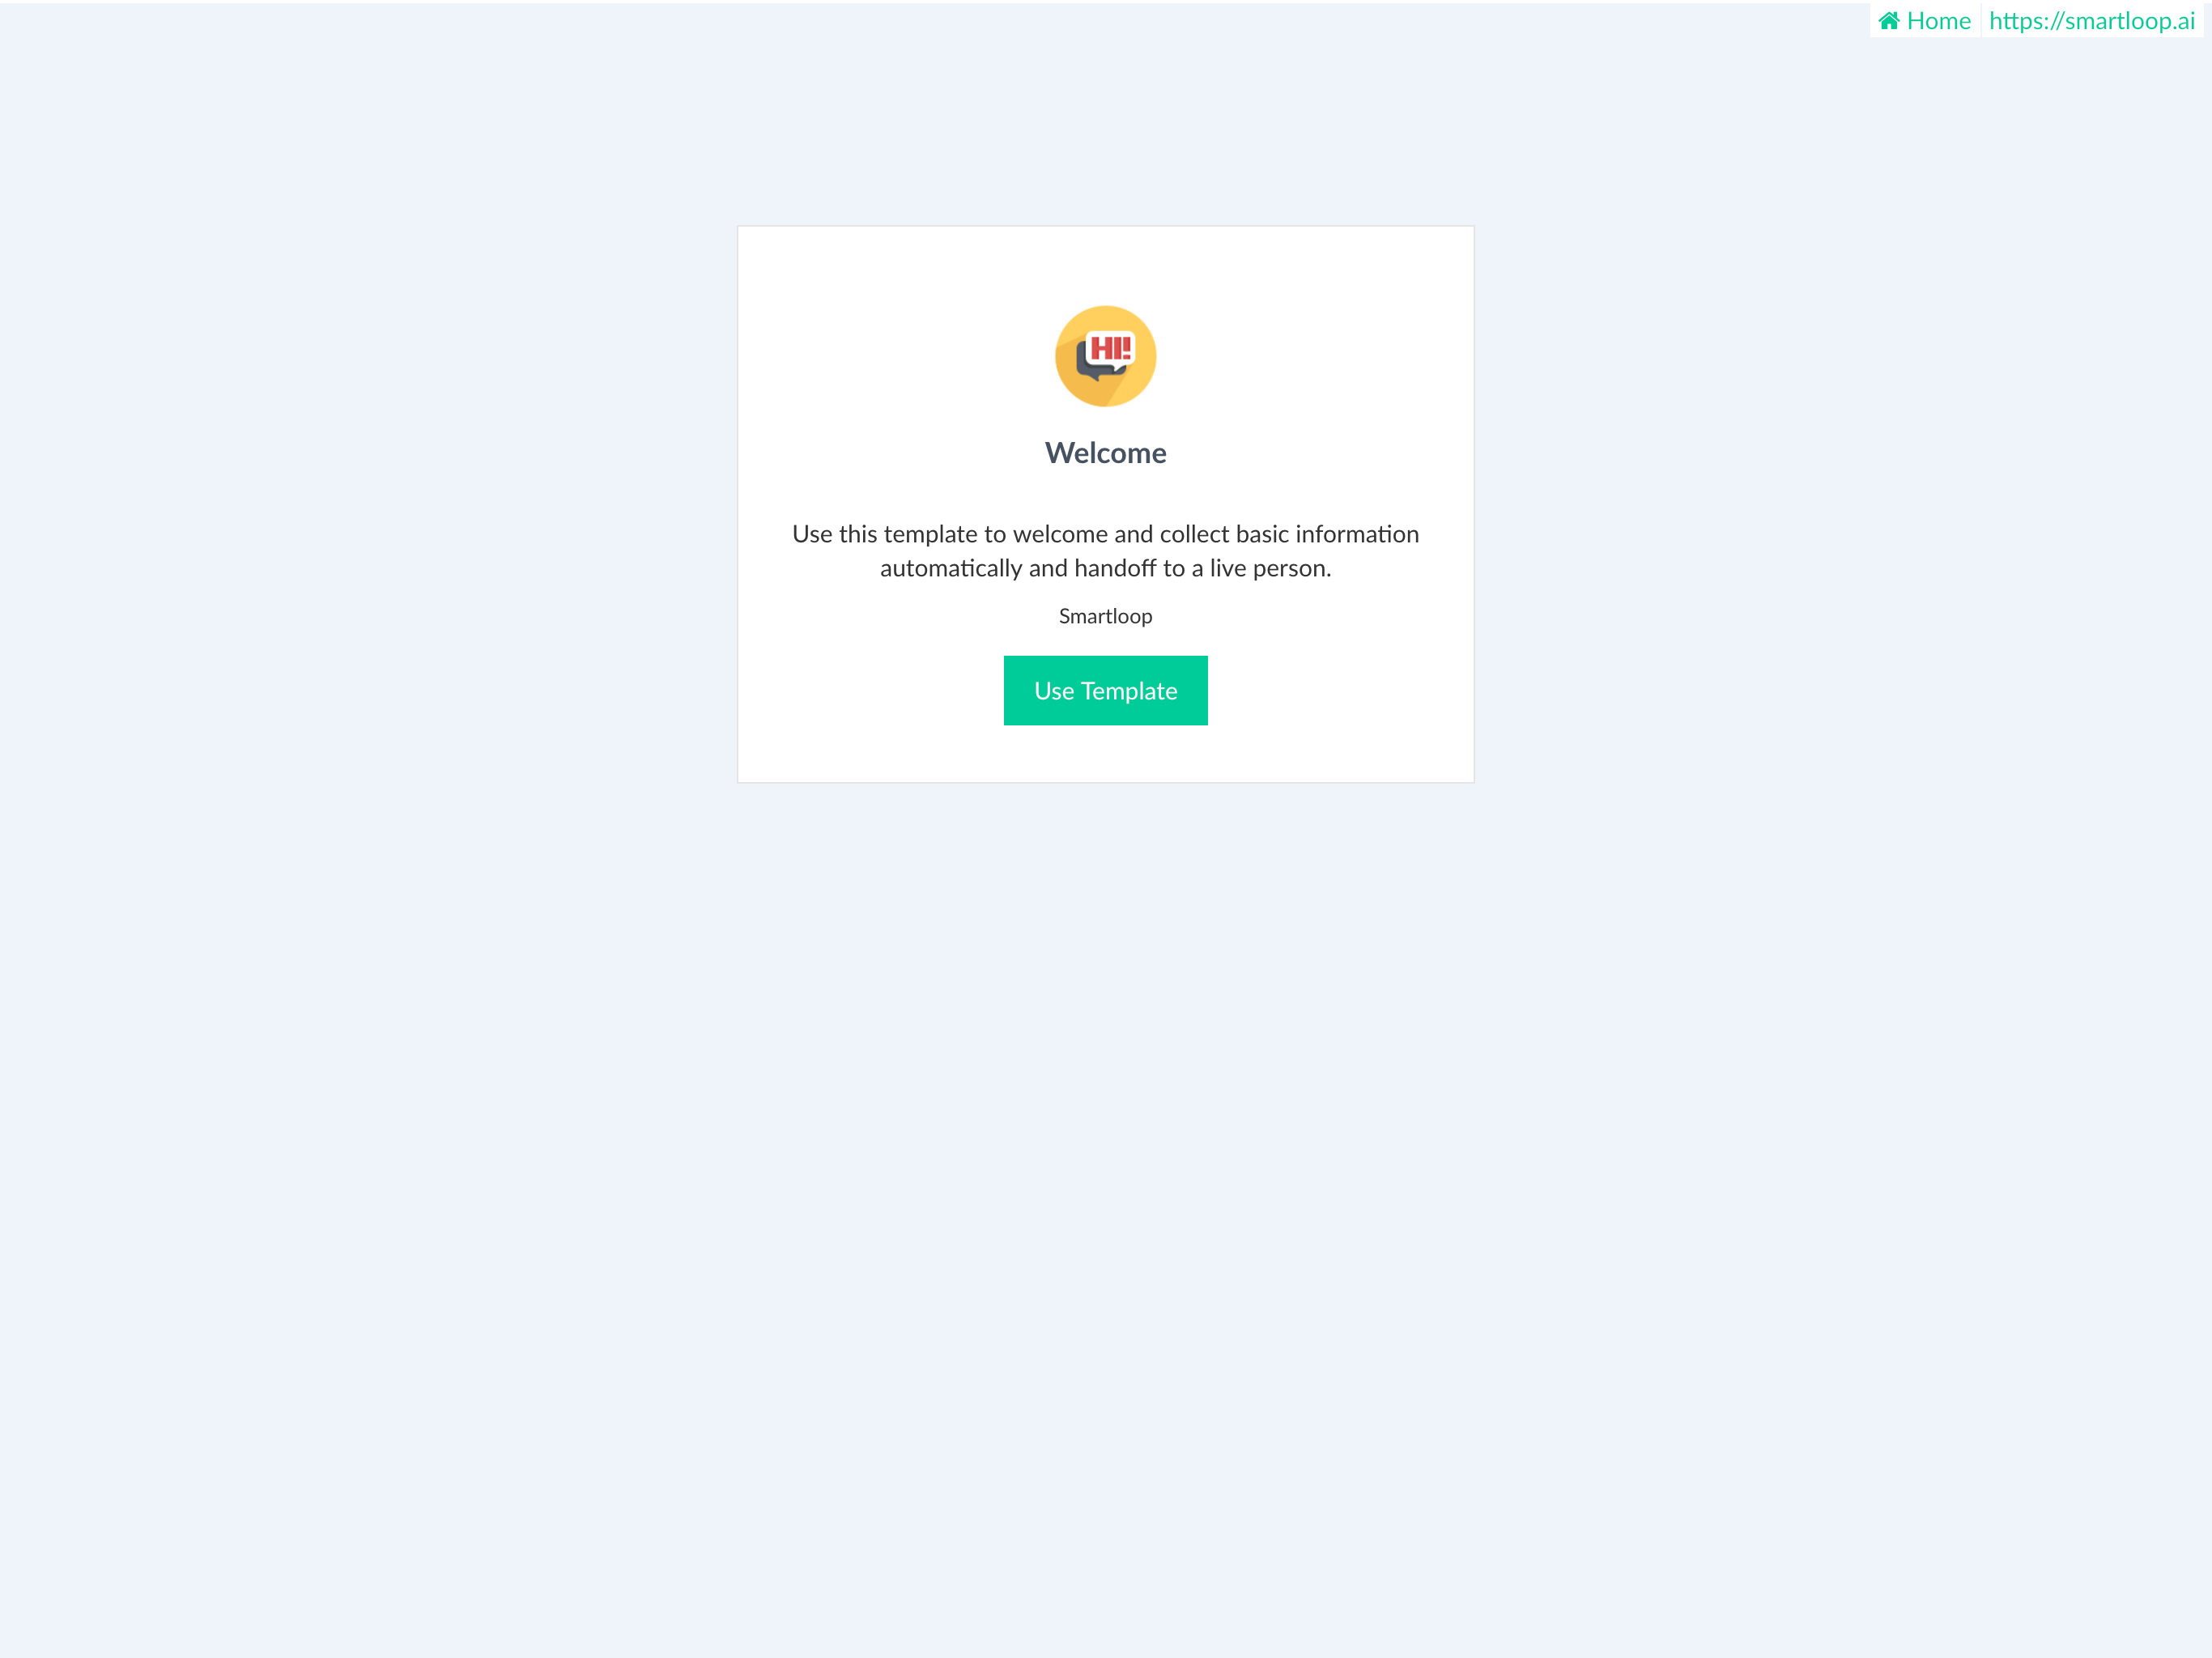 Home https://smartloop.ai
HI!
Welcome
Use this template to welcome and collect basic information
automatically and handoff to a live person.
Smartloop
Use Template